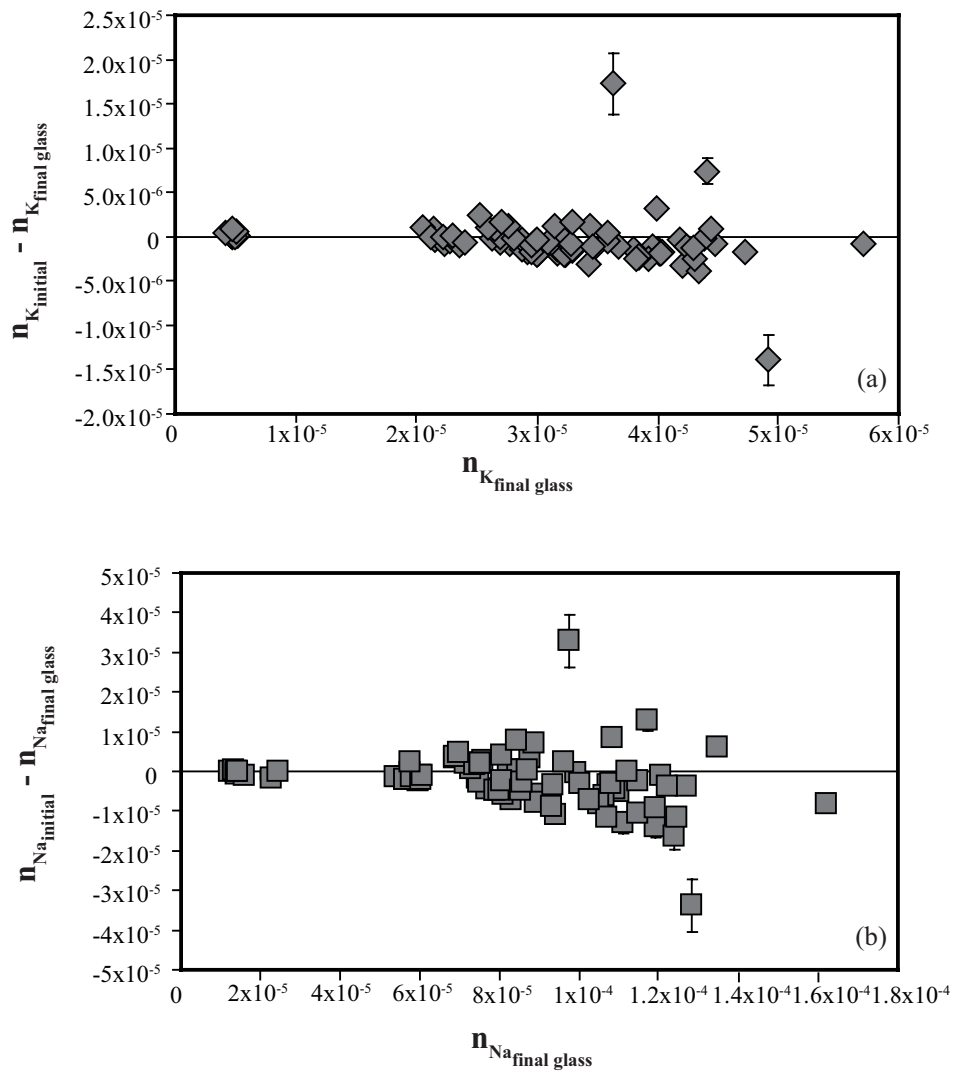 2.5x10-5
2.0x10-5
1.5x10-5
1.0x10-5
5.0x10-6
0
-5.0x10-6
-1.0x10-5
-1.5x10-5
-2.0x10-5
nKinitial - nKfinal glass
(a)
0 1x10-5 2x10-5 3x10-5 4x10-5 5x10-5 6x10-5
nKfinal glass
5x10-5
4x10-5
3x10-5
2x10-5
1x10-5
0
-1x10-5
-2x10-5
-3x10-5
-4x10-5
-5x10-5
nNainitial - nNafinal glass
(b)
0 2x10-5 4x10-5 6x10-5 8x10-5 1x10-4 1.2x10-4 1.4x10-4 1.6x10-4 1.8x10-4
nNafinal glass